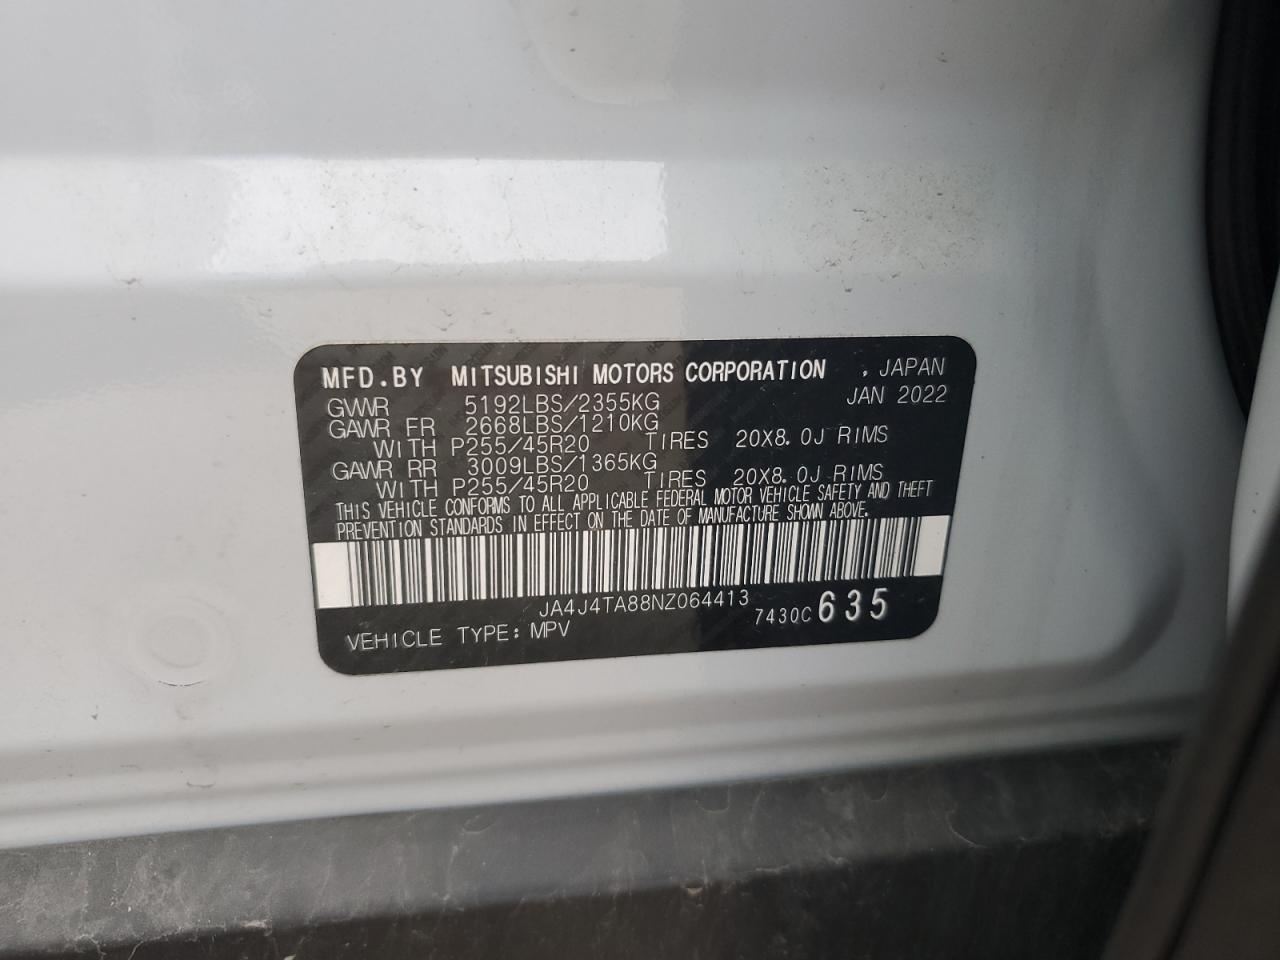 MFD.BY MITSUBISHI MOTORS CORPORATION , JAPAN
GVWR 5192LBS/2355KG JAN 2022
GAWR FR 2668LBS/1210KG
WITH P255/45R20 TIRES 20X8.0J RIMS
GAWR RR 3009LBS/1365KG
WITH P255/45R20 TIRES 20X8.0J RIMS
THIS VEHICLE CONFORMS TO ALL APPLICABLE FEDERAL MOTOR VEHICLE SAFETY AND THEFT
PREVENTION STANDARDS IN EFFECT ON THE DATE OF MANUFACTURE SHOWN ABOVE.
JA4J4TA88NZ064413
VEHICLE TYPE: MPV 7430C 635